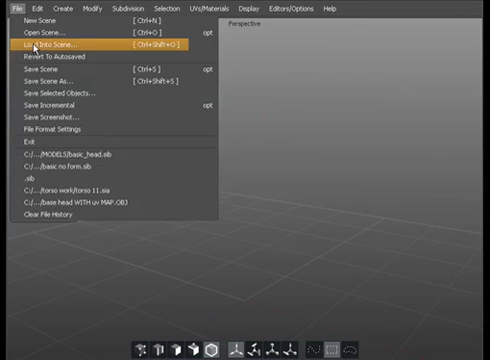 File Edit Create Modify Subdivision Selection UVs/Materials Display Editors/Options Help
New Scene [ Ctrl+N ]
Perspective
Open Scene... [ Ctrl+O ] opt
Load Into Scene... [ Ctrl+Shift+O ]
Revert To Autosaved
Save Scene [ Ctrl+S ] opt
Save Scene As... [ Ctrl+Shift+S ]
Save Selected Objects...
Save Incremental opt
Save Screenshot...
File Format Settings
Exit
C:/.../MODELS/basic_head.sib
C:/.../basic no form.sib
.sib
C:/.../torso work/torso 11.sia
C:/.../base head WITH uv MAP.OBJ
Clear File History